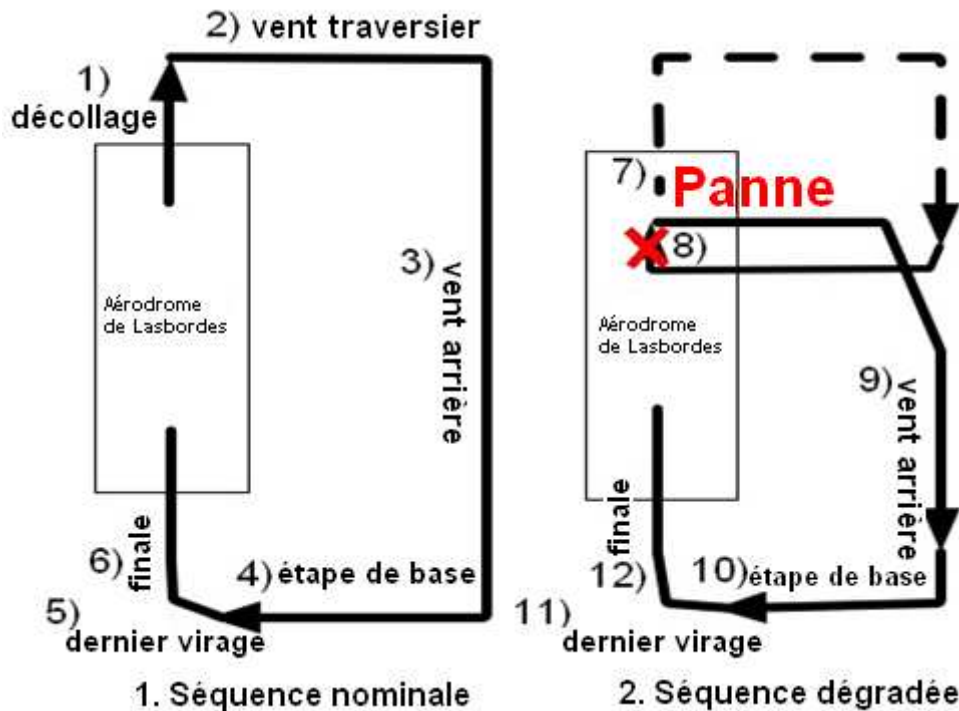 2) vent traversier
1)
décollage
Aérodrome
de Lasbordes
3) vent arrière
6) finale
4) étape de base
5)
dernier virage
1. Séquence nominale
7)
Panne
8)
Aérodrome
de Lasbordes
9) vent arrière
finale
12)
10) étape de base
11)
dernier virage
2. Séquence dégradée